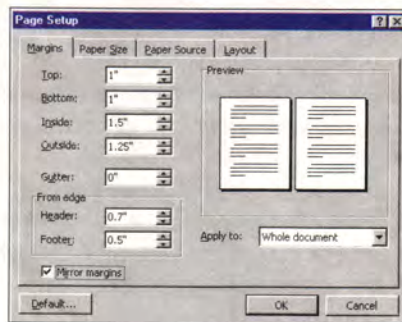 Page Setup
Margins
Paper Size
Paper Source
Layout
Top: 1"
Bottom: 1"
Inside: 1.5"
Outside: 1.25"
Gutter: 0"
From edge
Header: 0.7"
Footer: 0.5"
Mirror margins
Preview
Apply to: Whole document
Default...
OK
Cancel